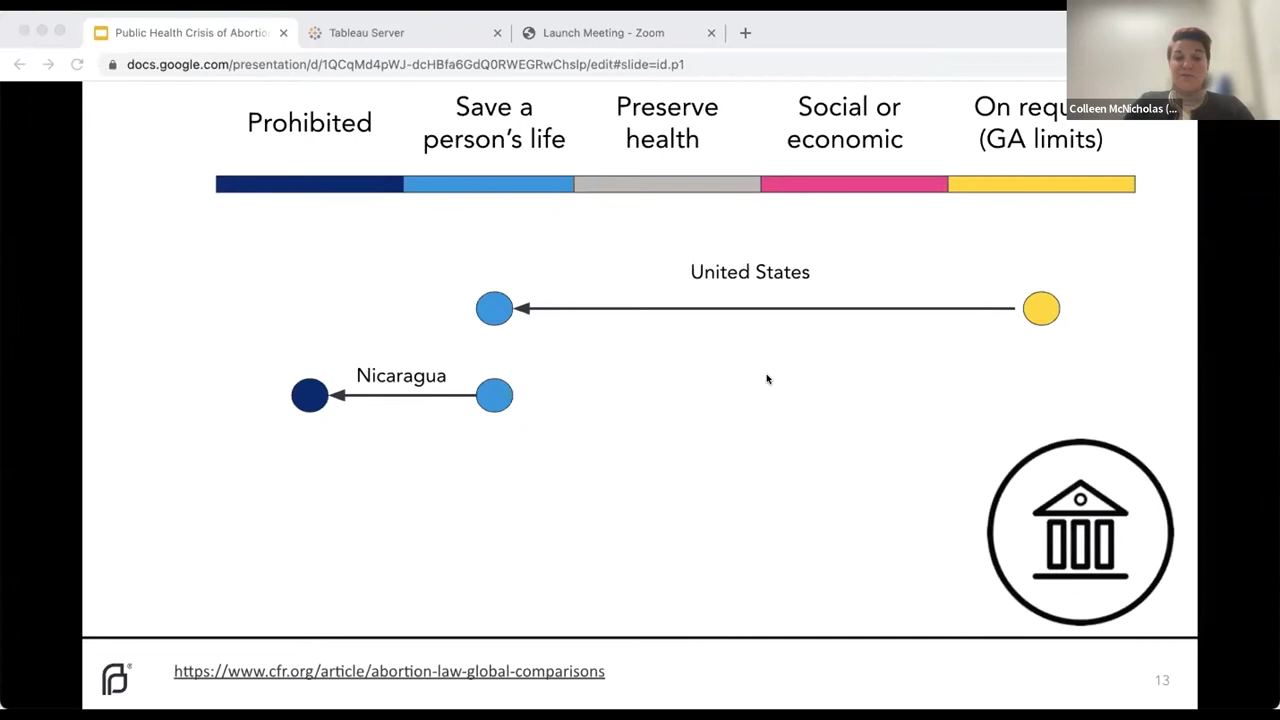 Public Health Crisis of Abortio
Tableau Server
Launch Meeting - Zoom
docs.google.com/presentation/d/1QCqMd4pWJ-dcHBfa6GdQ0RWEGRwChslp/edit#slide=id.p1
Colleen McNicholas (...
Prohibited
Save a
person's life
Preserve
health
Social or
economic
On requ
(GA limits)
United States
Nicaragua
https://www.cfr.org/article/abortion-law-global-comparisons
13